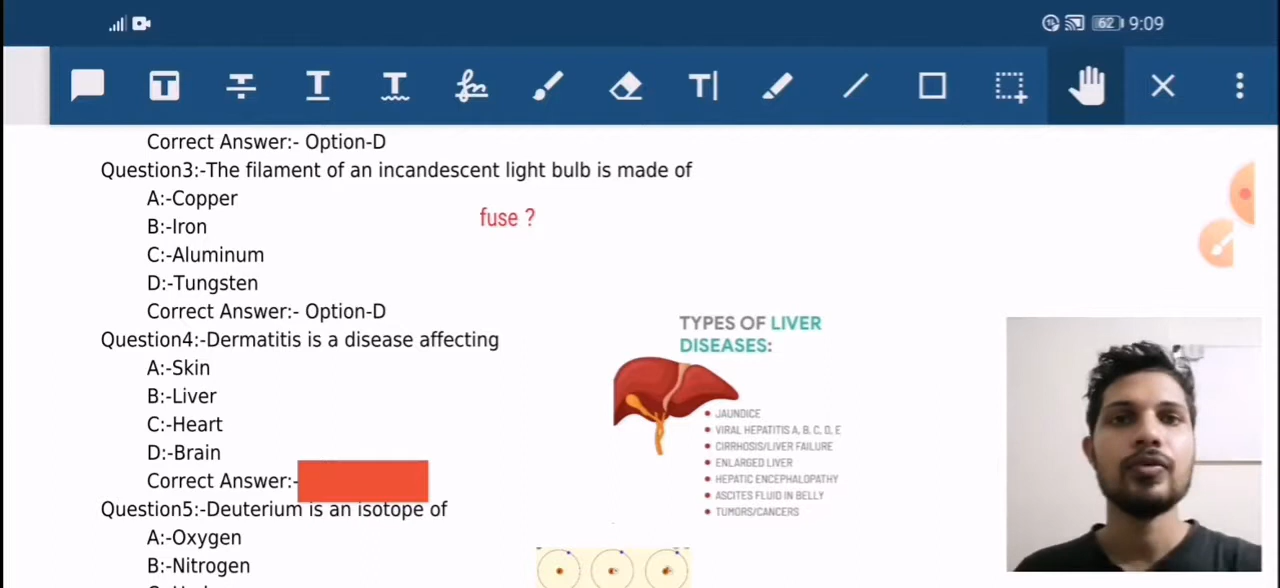 62 9:09
T T T T|
Correct Answer:- Option-D
Question3:-The filament of an incandescent light bulb is made of
A:-Copper
fuse ?
B:-Iron
C:-Aluminum
D:-Tungsten
Correct Answer:- Option-D
Question4:-Dermatitis is a disease affecting
A:-Skin
B:-Liver
C:-Heart
D:-Brain
Correct Answer:-
TYPES OF LIVER
DISEASES:
JAUNDICE
VIRAL HEPATITIS A, B, C, D, E
CIRRHOSIS/LIVER FAILURE
ENLARGED LIVER
HEPATIC ENCEPHALOPATHY
ASCITES FLUID IN BELLY
TUMORS/CANCERS
Question5:-Deuterium is an isotope of
A:-Oxygen
B:-Nitrogen